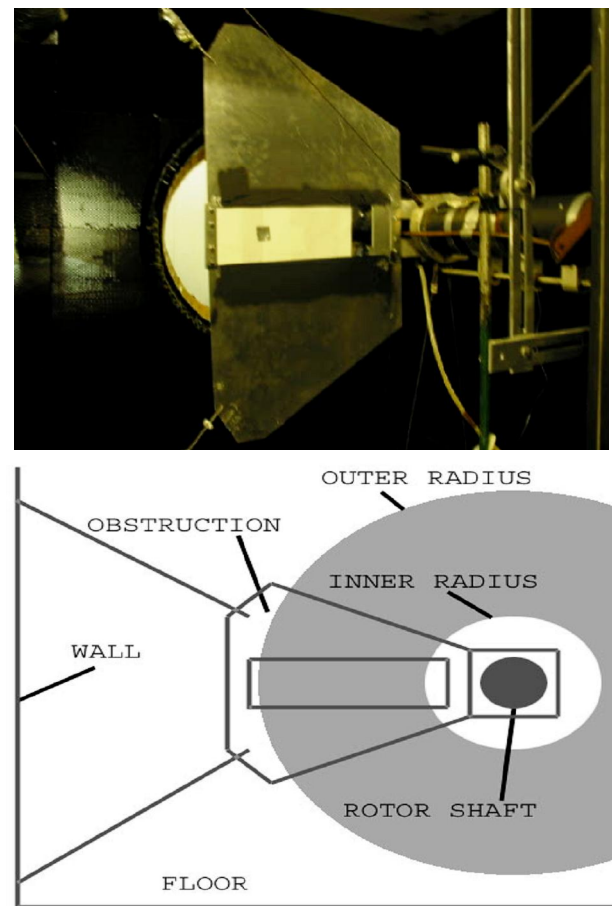 OUTER RADIUS
OBSTRUCTION
INNER RADIUS
WALL
ROTOR SHAFT
FLOOR